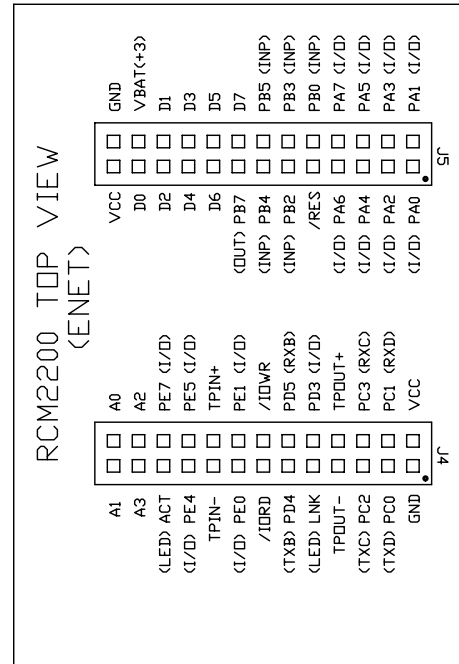 RCM2200 TOP VIEW
(ENET)
GND
VBAT(+3)
D1
D3
D5
D7
PB5 (INP)
PB3 (INP)
PB0 (INP)
PA7 (I/O)
PA5 (I/O)
PA3 (I/O)
PA1 (I/O)
J5
VCC
D0
D2
D4
D6
(OUT) PB7
(INP) PB4
(INP) PB2
/RES
(I/O) PA6
(I/O) PA4
(I/O) PA2
(I/O) PA0
A0
A2
PE7 (I/O)
PE5 (I/O)
TPIN+
PE1 (I/O)
/IOWR
PD5 (RXB)
PD3 (I/O)
TPOUT+
PC3 (RXC)
PC1 (RXD)
VCC
J4
A1
A3
(LED) ACT
(I/O) PE4
TPIN-
(I/O) PE0
/IORD
(TXB) PD4
(LED) LNK
TPOUT-
(TXC) PC2
(TXD) PC0
GND